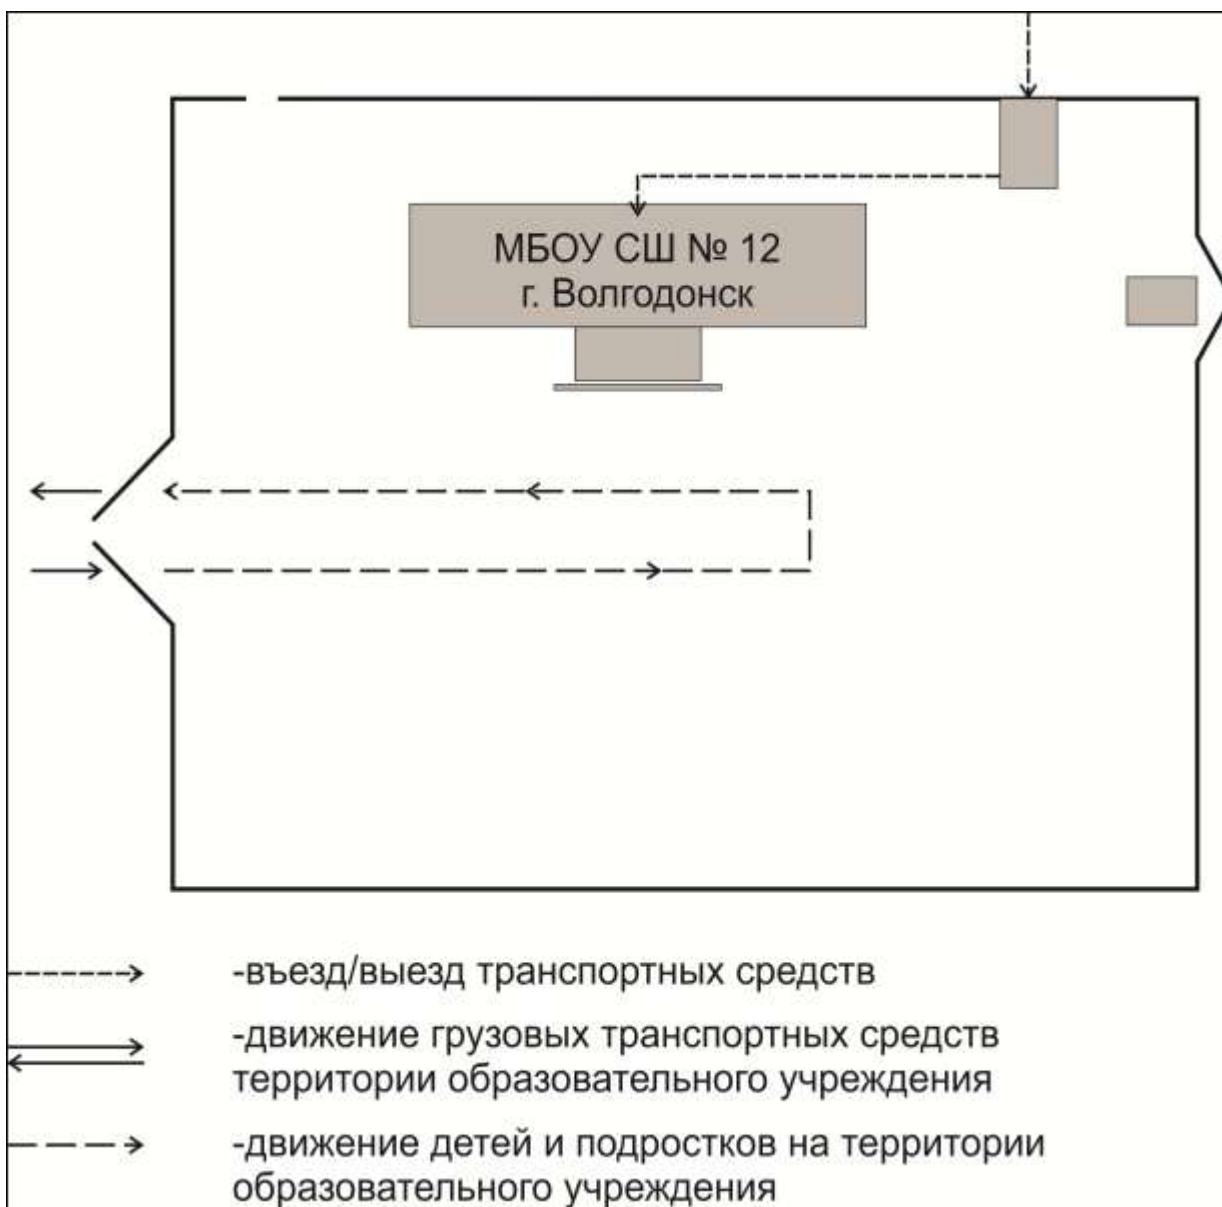 МБОУ СШ № 12
г. Волгодонск
-въезд/выезд транспортных средств
-движение грузовых транспортных средств
территории образовательного учреждения
-движение детей и подростков на территории
образовательного учреждения